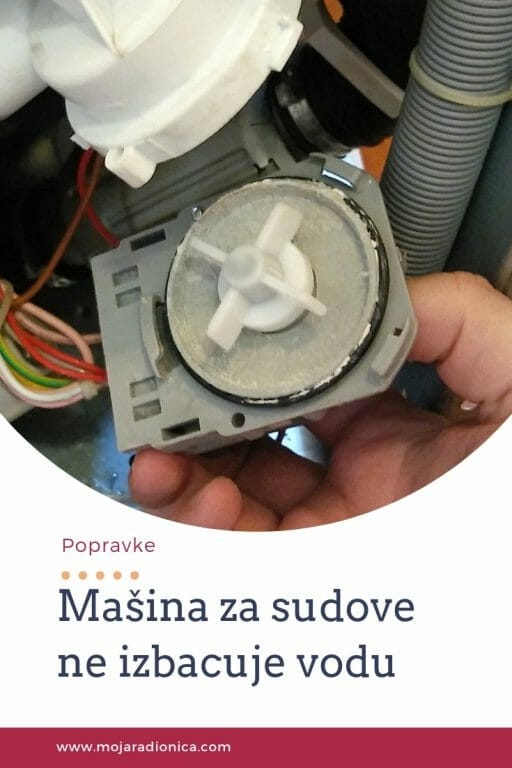 Popravke
Mašina za sudove
ne izbacuje vodu
www.mojaradionica.com